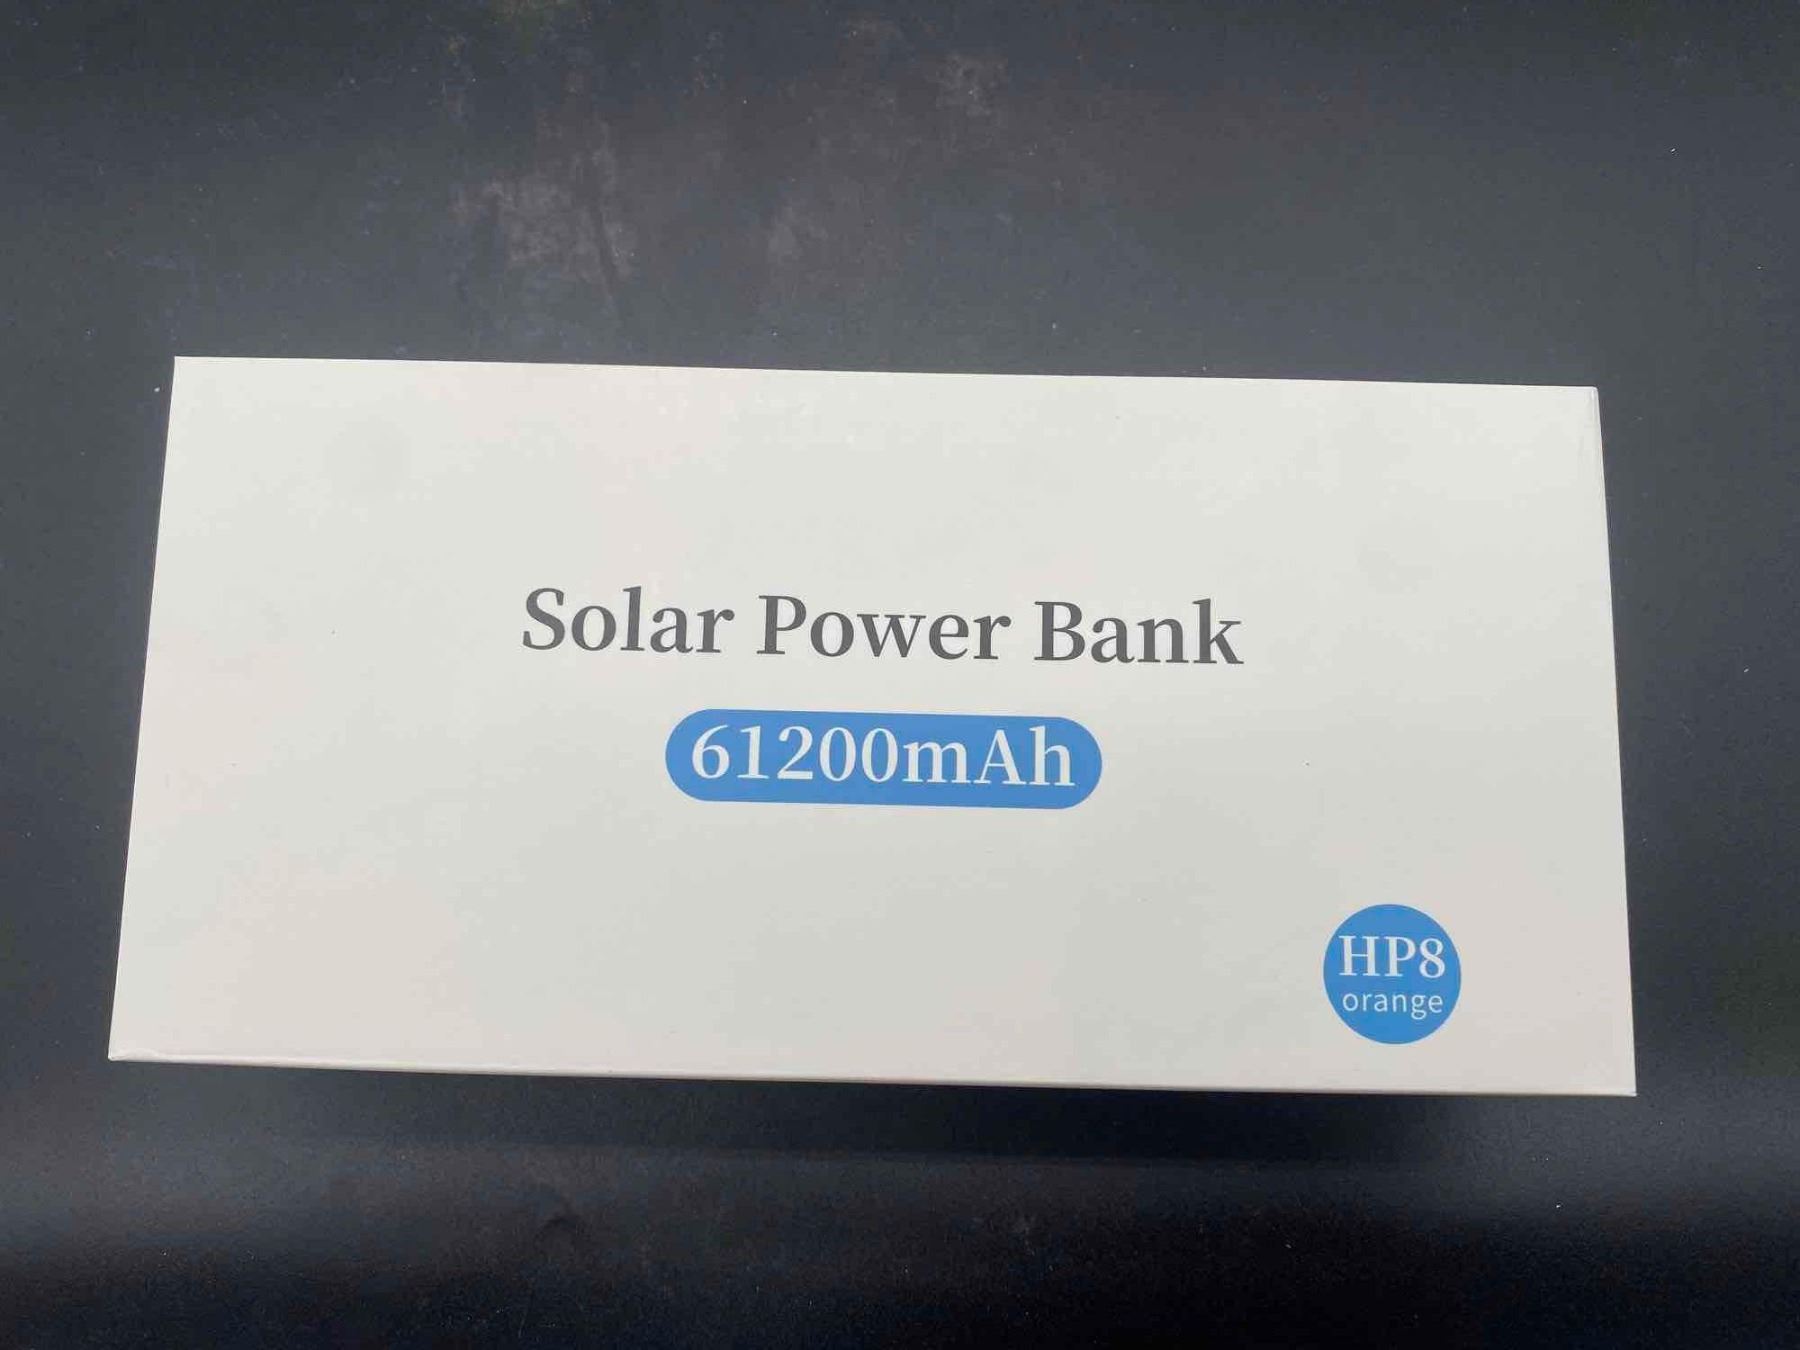 Solar Power Bank
61200mAh
HP8
orange